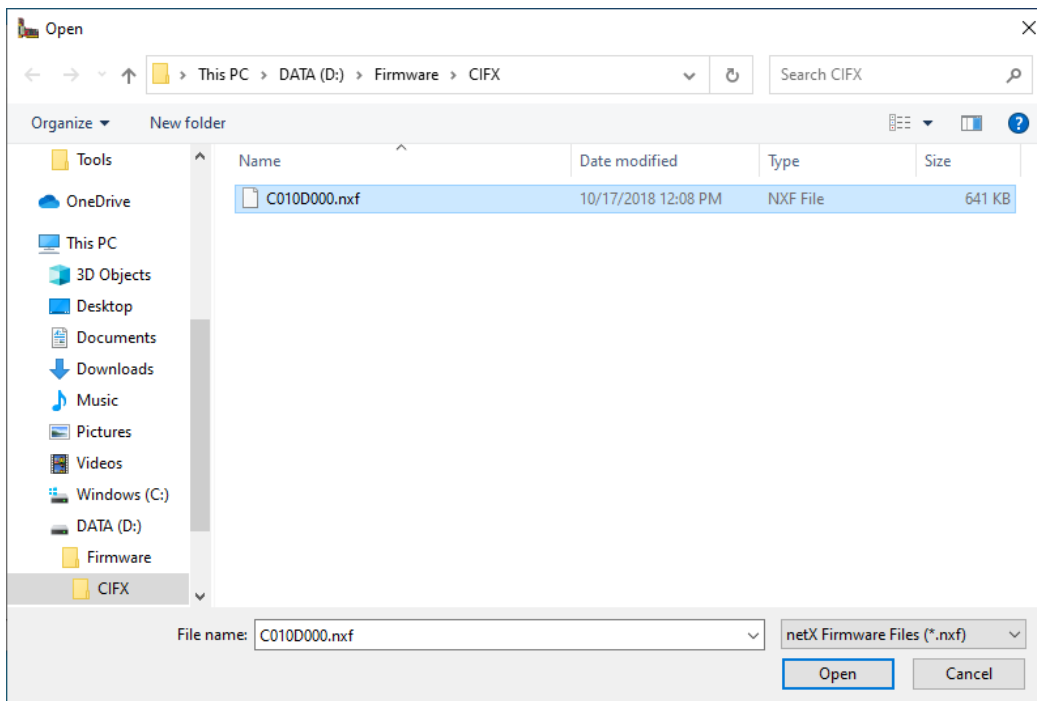 Open
This PC > DATA (D:) > Firmware > CIFX
Search CIFX
Organize
New folder
Name
Date modified
Type
Size
C010D000.nxf
10/17/2018 12:08 PM
NXF File
641 KB
Tools
OneDrive
This PC
3D Objects
Desktop
Documents
Downloads
Music
Pictures
Videos
Windows (C:)
DATA (D:)
Firmware
CIFX
File name: C010D000.nxf
netX Firmware Files (*.nxf)
Open
Cancel